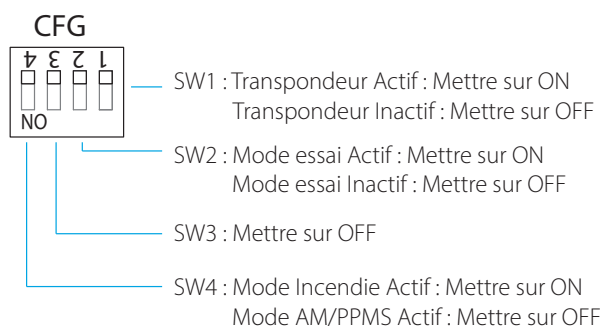 CFG
4 3 2 1
NO
SW1 : Transpondeur Actif : Mettre sur ON
Transpondeur Inactif : Mettre sur OFF
SW2 : Mode essai Actif : Mettre sur ON
Mode essai Inactif : Mettre sur OFF
SW3 : Mettre sur OFF
SW4 : Mode Incendie Actif : Mettre sur ON
Mode AM/PPMS Actif : Mettre sur OFF